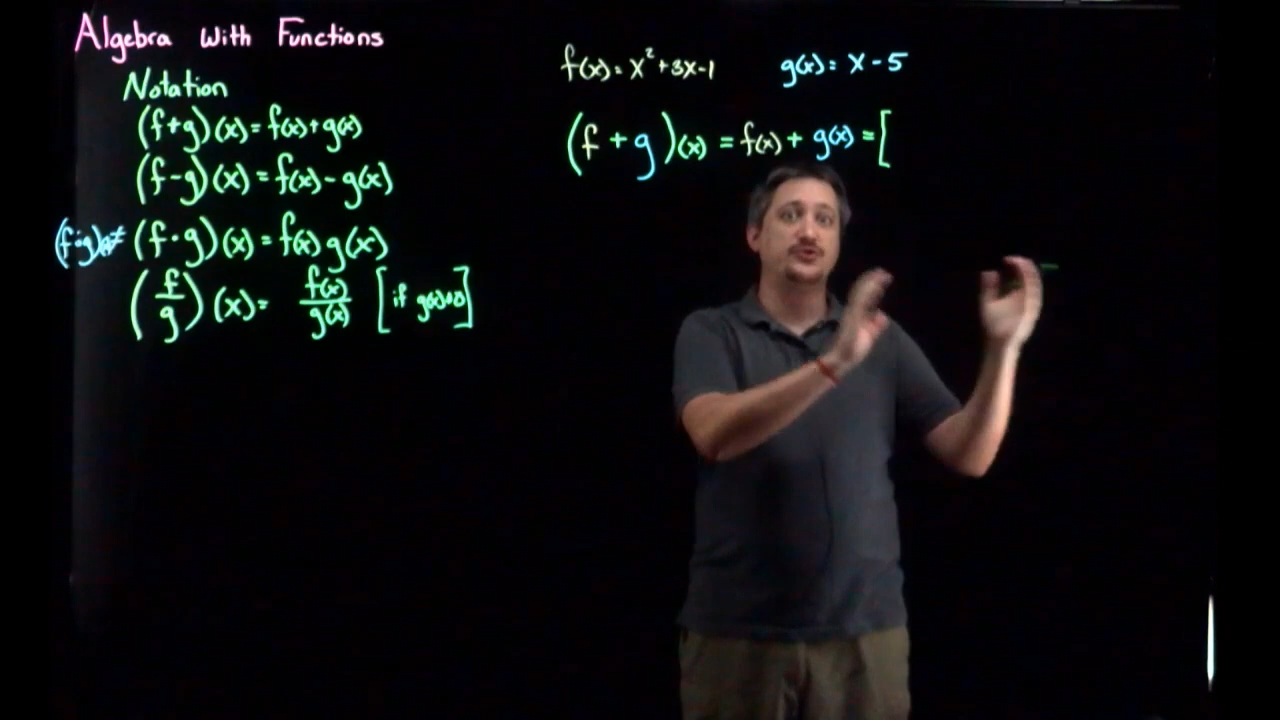 Algebra With Functions
Notation
(f+g)(x)=f(x)+g(x)
(f-g)(x)=f(x)-g(x)
(f∘g)(x)≠ (f·g)(x)=f(x)g(x)
(f/g)(x)= f(x)/g(x) [if g(x)≠0]
f(x)=x²+3x-1 g(x)=x-5
(f+g)(x)=f(x)+g(x)=[